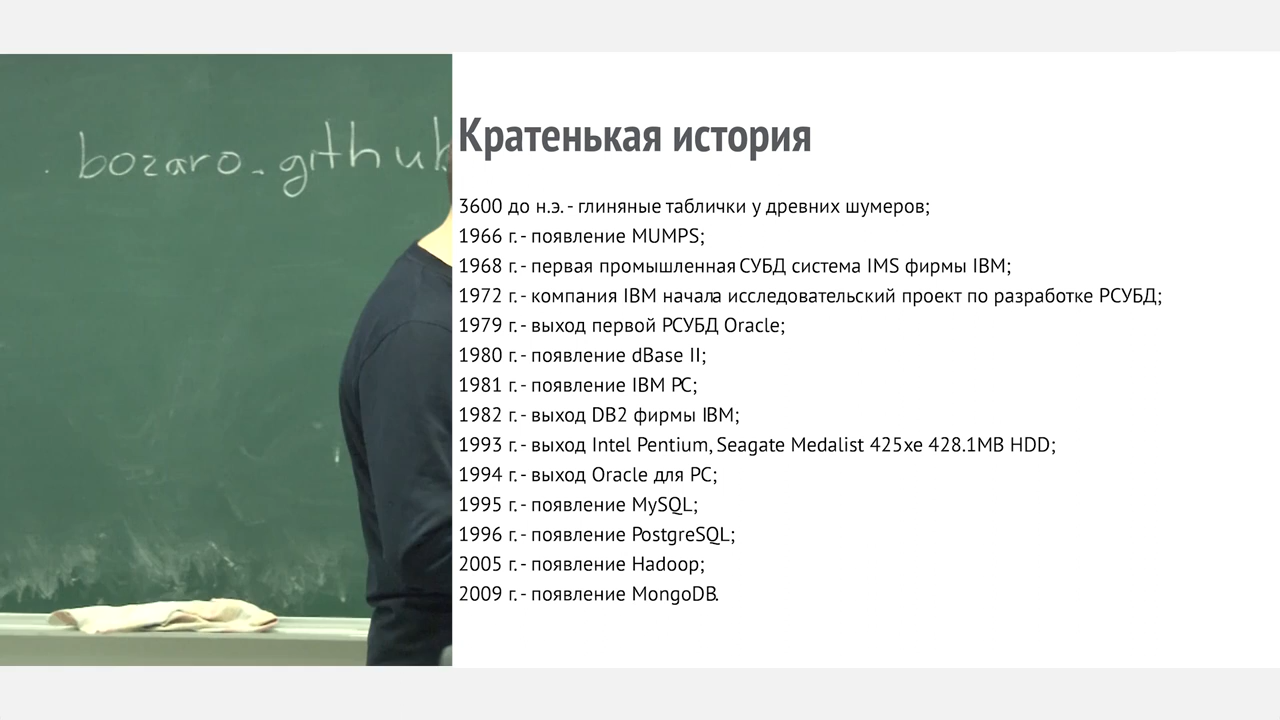 bozaro.github
Кратенькая история
3600 до н.э. - глиняные таблички у древних шумеров;
1966 г. - появление MUMPS;
1968 г. - первая промышленная СУБД система IMS фирмы IBM;
1972 г. - компания IBM начала исследовательский проект по разработке РСУБД;
1979 г. - выход первой РСУБД Oracle;
1980 г. - появление dBase II;
1981 г. - появление IBM PC;
1982 г. - выход DB2 фирмы IBM;
1993 г. - выход Intel Pentium, Seagate Medalist 425xe 428.1MB HDD;
1994 г. - выход Oracle для PC;
1995 г. - появление MySQL;
1996 г. - появление PostgreSQL;
2005 г. - появление Hadoop;
2009 г. - появление MongoDB.